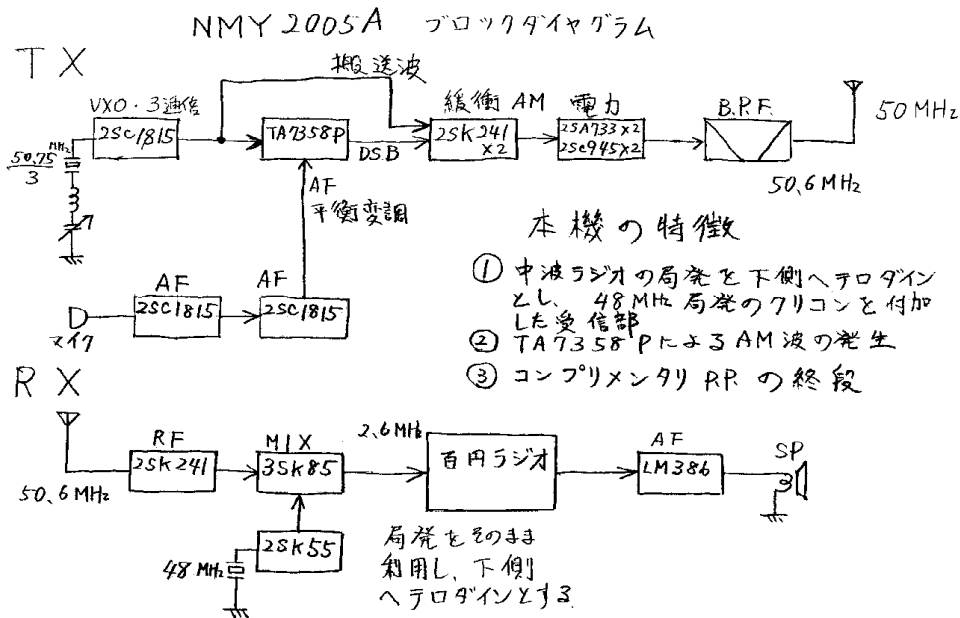 NMY 2005A ブロックダイヤグラム
TX
搬送波
VXO・3逓倍
2SC1815
TA7358P
DSB
緩衝 AM
2SK241
×2
電力
2SA733×2
2SC945×2
B.P.F.
50MHz
50.6MHz
50.75 MHz
3
AF
平衡変調
マイク
AF
2SC1815
AF
2SC1815
本機の特徴
① 中波ラジオの局発を下側ヘテロダイン
とし、48MHz局発のクリコンを付加
した受信部
② TA7358PによるAM波の発生
③ コンプリメンタリP.P.の終段
RX
50.6MHz
RF
2SK241
MIX
3SK85
2.6MHz
百円ラジオ
AF
LM386
SP
48MHz
2SK55
局発をそのまま
利用し、下側
ヘテロダインとする